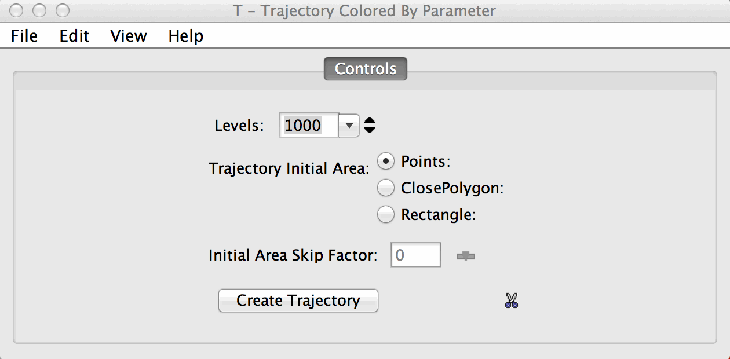 T - Trajectory Colored By Parameter
File Edit View Help
Controls
Levels: 1000
Trajectory Initial Area: Points:
ClosePolygon:
Rectangle:
Initial Area Skip Factor: 0
Create Trajectory